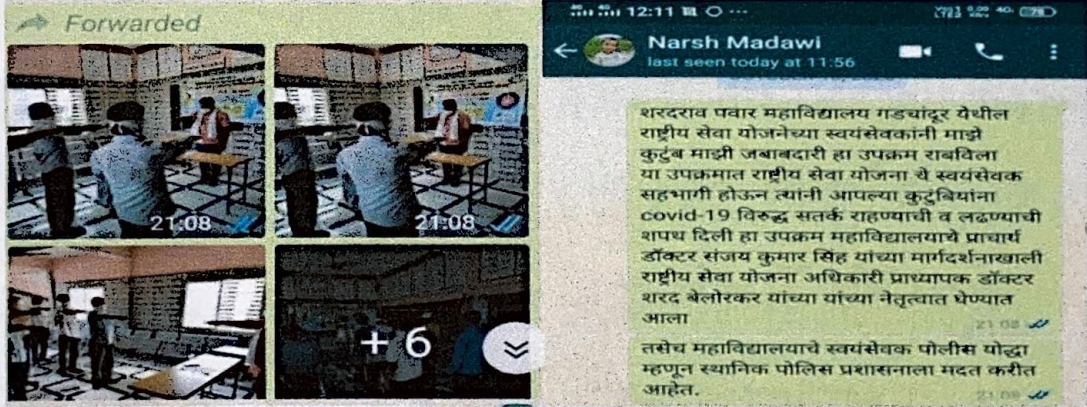 Forwarded
21:08
21:08
+ 6
12:11
Narsh Madawi
last seen today at 11:56
शरदराव पवार महाविद्यालय गडचादूर येथील
राष्ट्रीय सेवा योजनेच्या स्वयंसेवकांनी माझे
कुटुंब माझी जबाबदारी हा उपक्रम राबविला
या उपक्रमात राष्ट्रीय सेवा योजना चे स्वयंसेवक
सहभागी होऊन त्यांनी आपल्या कुटुंबियांना
covid-19 विरुद्ध सतर्क राहण्याची व लढण्याची
शपथ दिली हा उपक्रम महाविद्यालयाचे प्राचार्य
डॉक्टर संजय कुमार सिंह यांच्या मार्गदर्शनाखाली
राष्ट्रीय सेवा योजना अधिकारी प्राध्यापक डॉक्टर
शरद बेलोरकर यांच्या यांच्या नेतृत्वात घेण्यात
आला
21:08
तसेच महाविद्यालयाचे स्वयंसेवक पोलीस योद्धा
म्हणून स्थानिक पोलिस प्रशासनाला मदत करीत
आहेत.
21:08